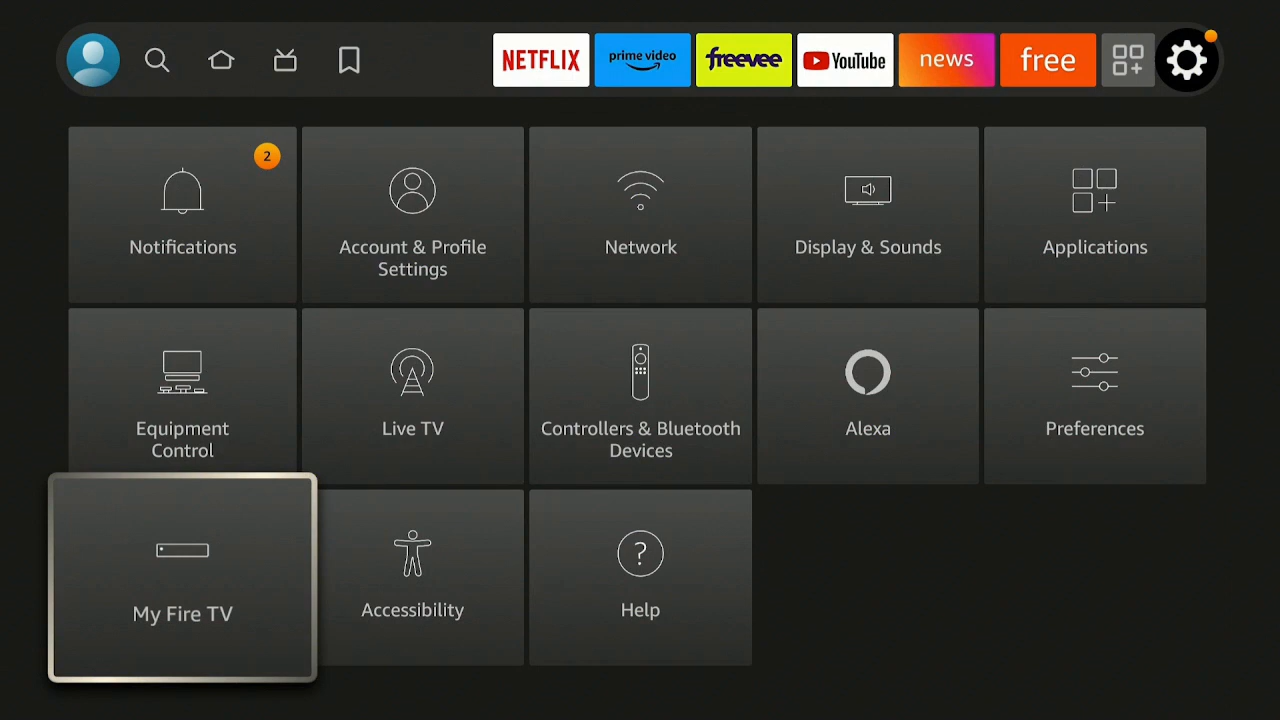 NETFLIX
prime video
freevee
YouTube
news
free
2
Notifications
Account & Profile
Settings
Network
Display & Sounds
Applications
Equipment
Control
Live TV
Controllers & Bluetooth
Devices
Alexa
Preferences
My Fire TV
Accessibility
?
Help